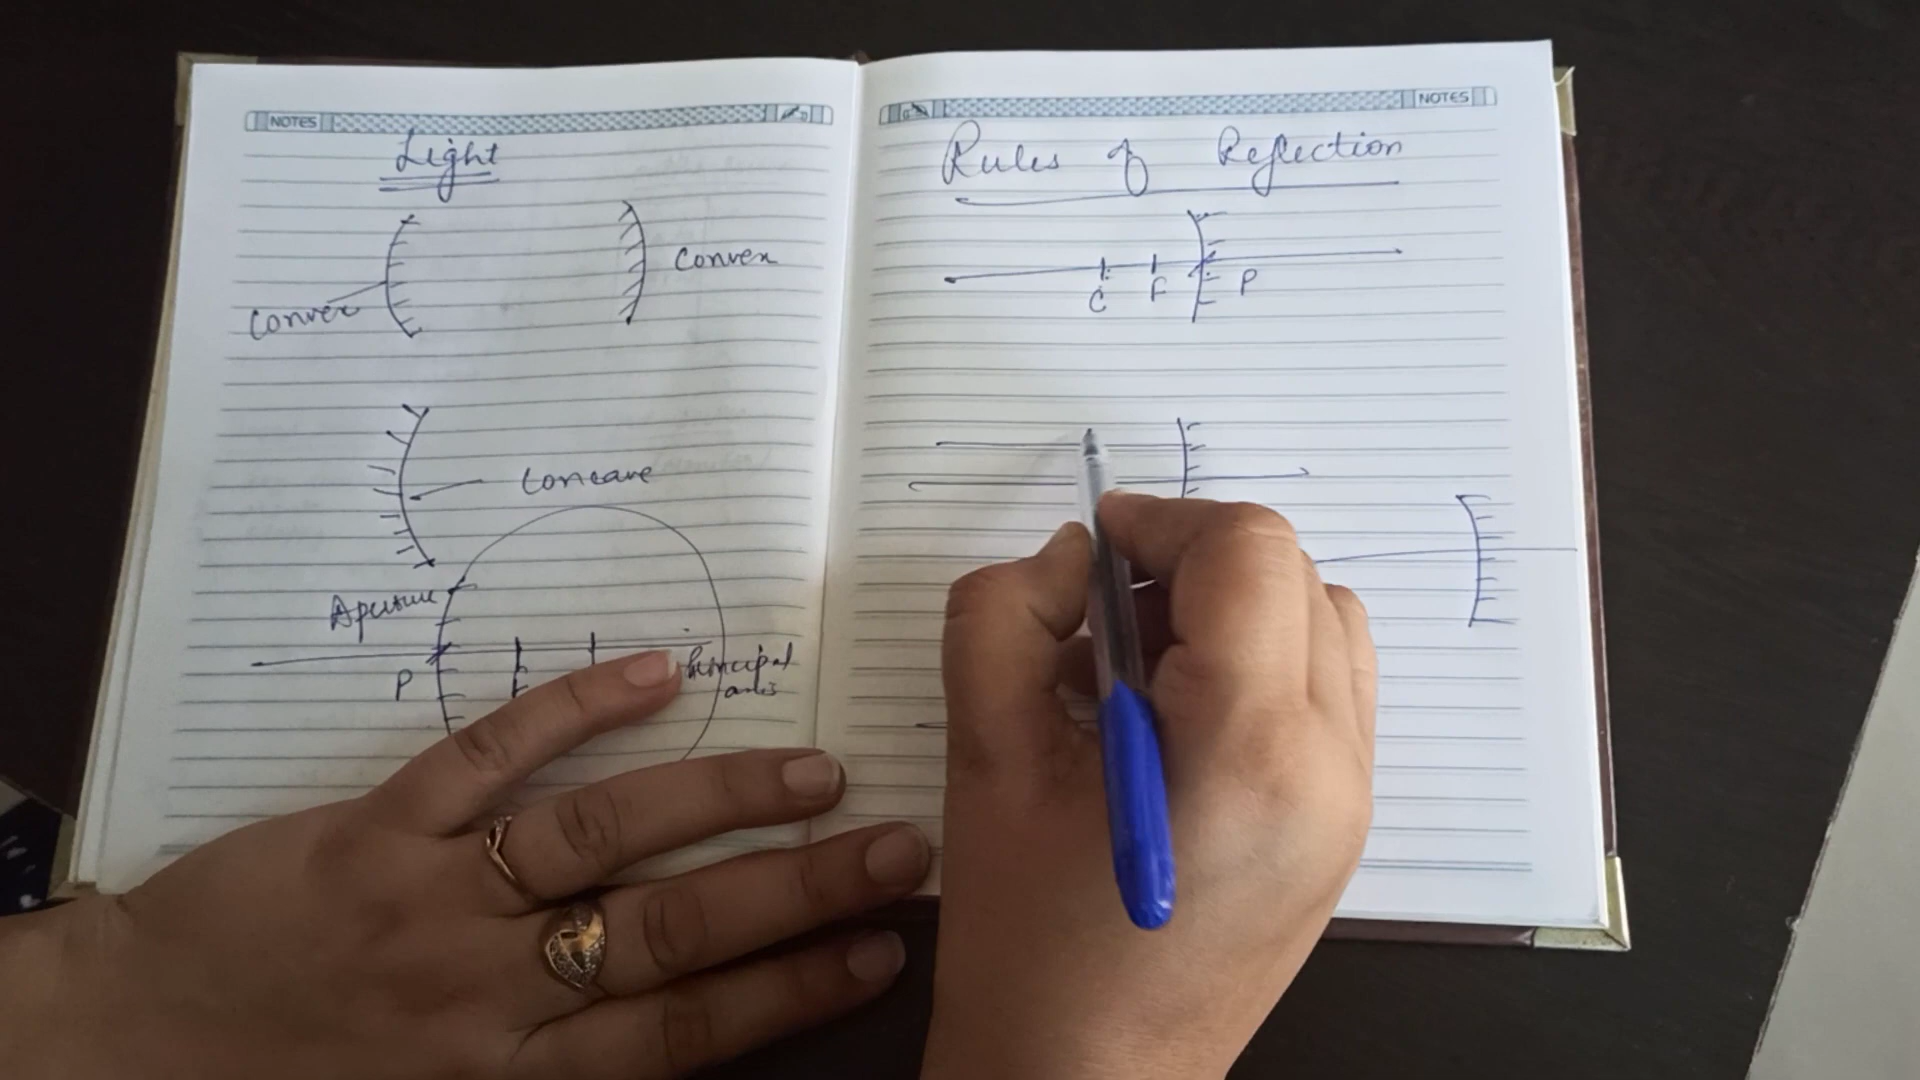 NOTES
Light
Convex
Convex
Concave
Aperture
P
F
Principal
axis
NOTES
Rules of Reflection
C F P